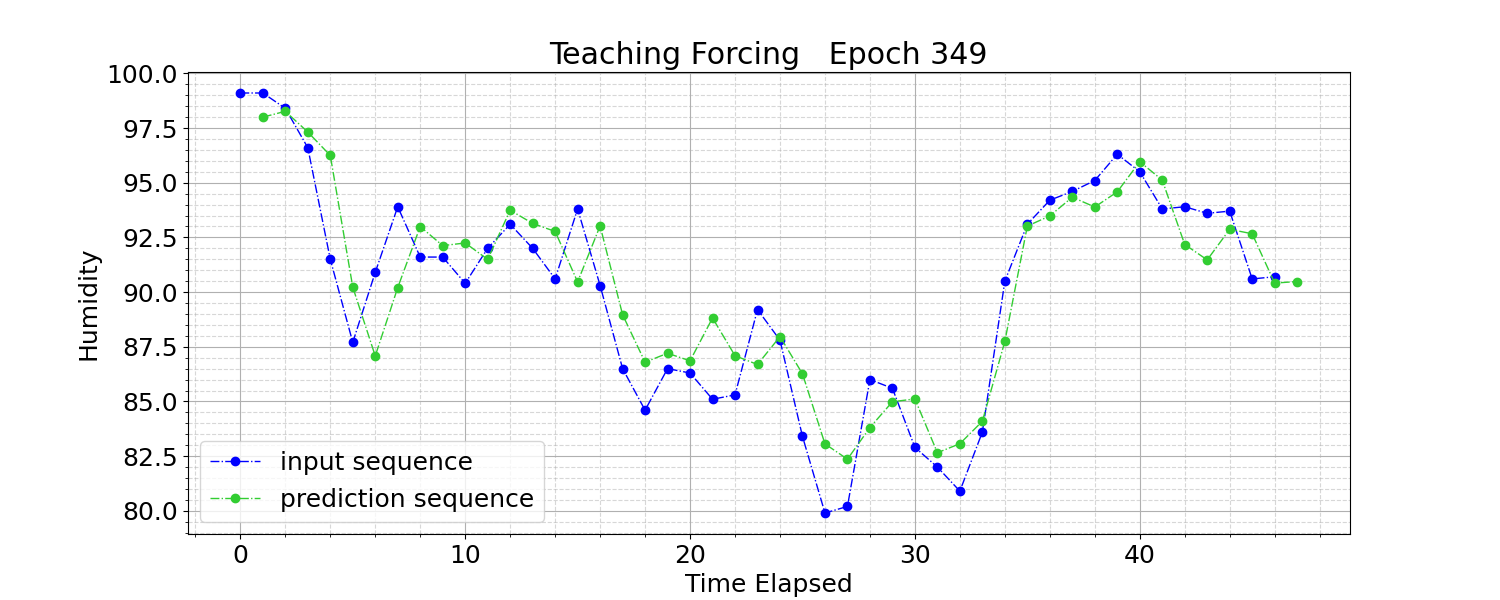 Teaching Forcing   Epoch 349
100.0
97.5
95.0
92.5
90.0
87.5
85.0
82.5
80.0
Humidity
input sequence
prediction sequence
0 10 20 30 40
Time Elapsed